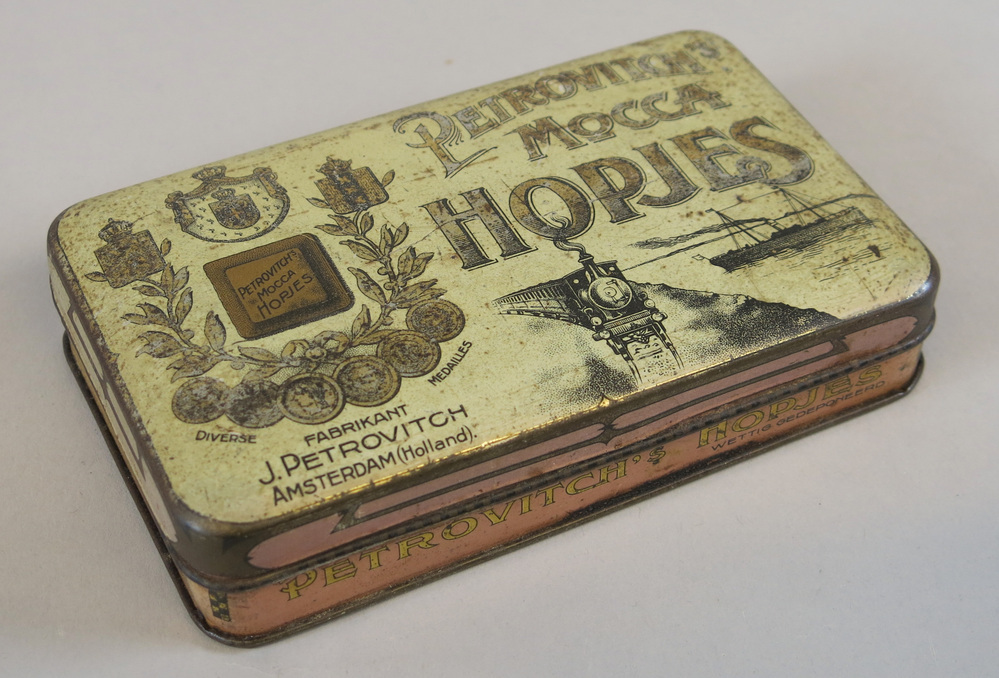 PETROVITCH'S
MOCCA
HOPJES
PETROVITCH'S
MOCCA
HOPJES
DIVERSE
MEDAILLES
FABRIKANT
J. PETROVITCH
AMSTERDAM (Holland).
PETROVITCH'S HOPJES
WETTIG GEDEPONEERD